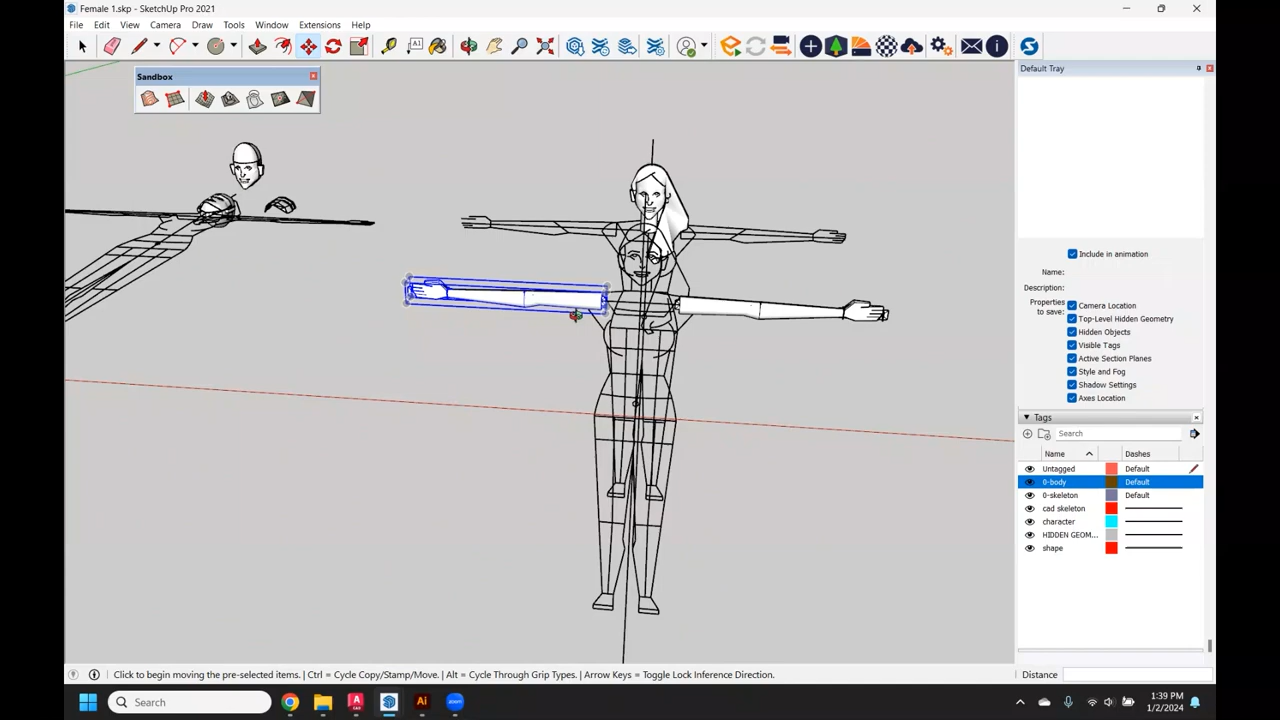 Female 1.skp - SketchUp Pro 2021
File Edit View Camera Draw Tools Window Extensions Help
Sandbox
Default Tray
Include in animation
Name:
Description:
Properties to save:
Camera Location
Top-Level Hidden Geometry
Hidden Objects
Visible Tags
Active Section Planes
Style and Fog
Shadow Settings
Axes Location
Tags
Search
Name Dashes
Untagged Default
0-body Default
0-skeleton Default
cad skeleton
character
HIDDEN GEOM...
shape
Click to begin moving the pre-selected items. | Ctrl = Cycle Copy/Stamp/Move. | Alt = Cycle Through Grip Types. | Arrow Keys = Toggle Lock Inference Direction.
Distance
Search
1:39 PM
1/2/2024